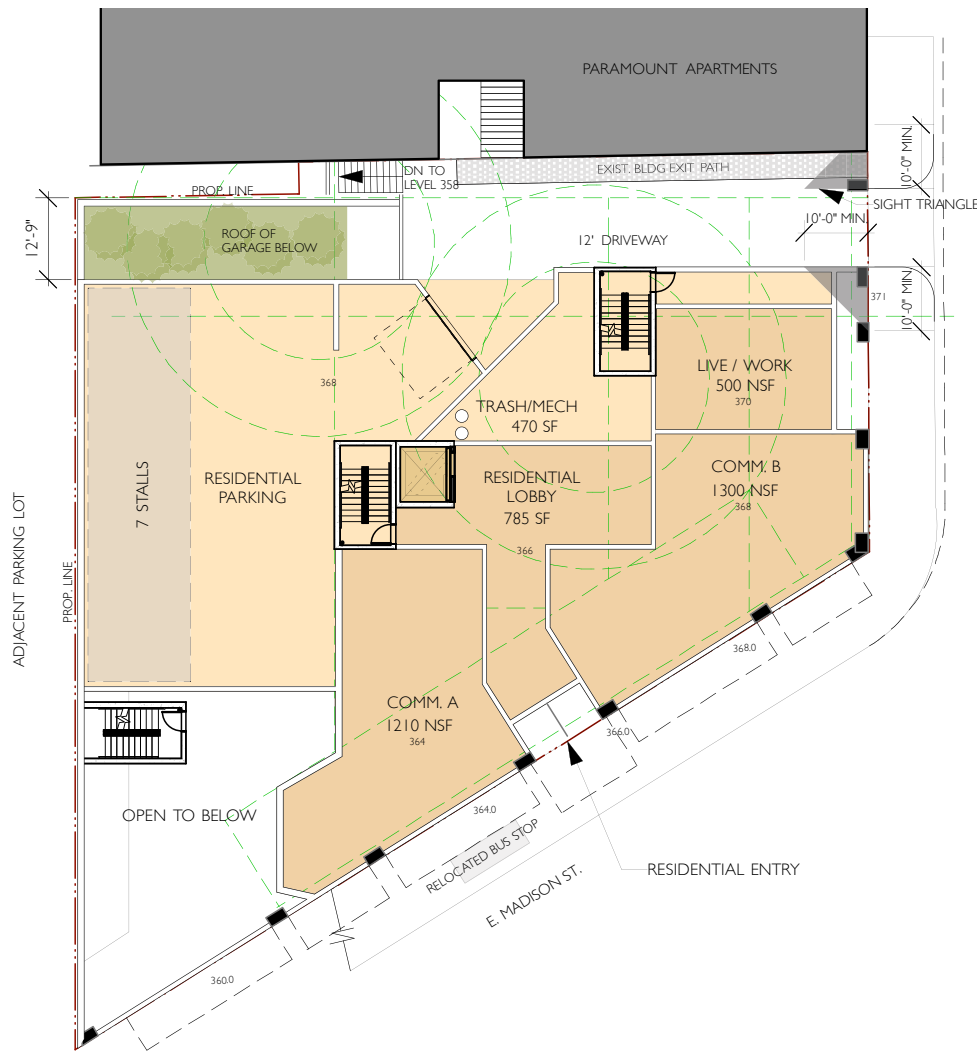 PARAMOUNT APARTMENTS
10'-0" MIN.
DN TO
LEVEL 358
EXIST. BLDG EXIT PATH
PROP. LINE
SIGHT TRIANGLE
10'-0" MIN.
12'-9"
ROOF OF
GARAGE BELOW
12' DRIVEWAY
371
10'-0" MIN.
368
LIVE / WORK
500 NSF
370
TRASH/MECH
470 SF
7 STALLS
RESIDENTIAL
PARKING
RESIDENTIAL
LOBBY
785 SF
366
COMM. B
1300 NSF
368
ADJACENT PARKING LOT
PROP. LINE
368.0
COMM. A
1210 NSF
364
366.0
OPEN TO BELOW
364.0
RELOCATED BUS STOP
RESIDENTIAL ENTRY
E. MADISON ST.
360.0